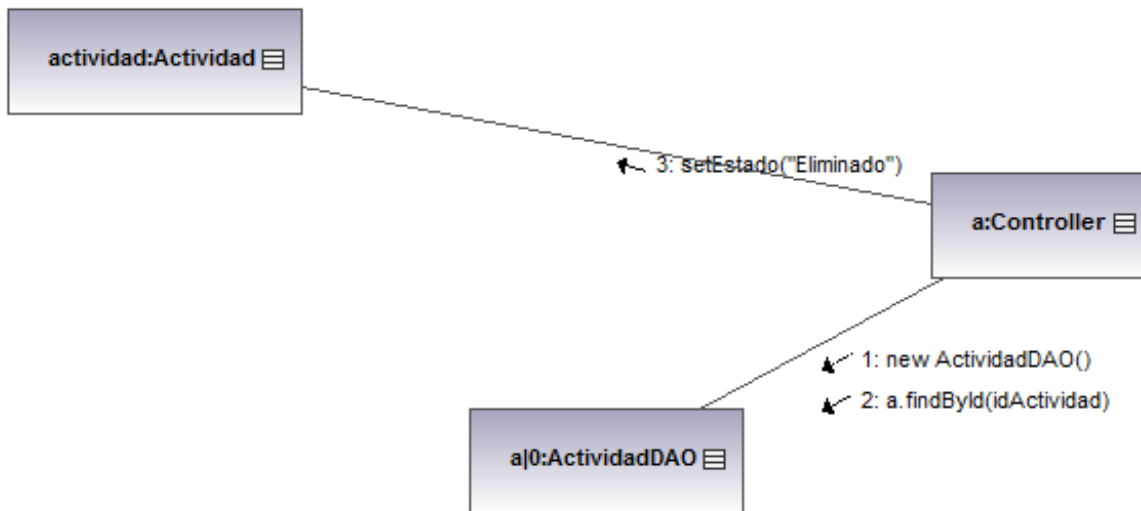 actividad:Actividad
3: setEstado("Eliminado")
a:Controller
1: new ActividadDAO()
2: a.findById(idActividad)
a|0:ActividadDAO